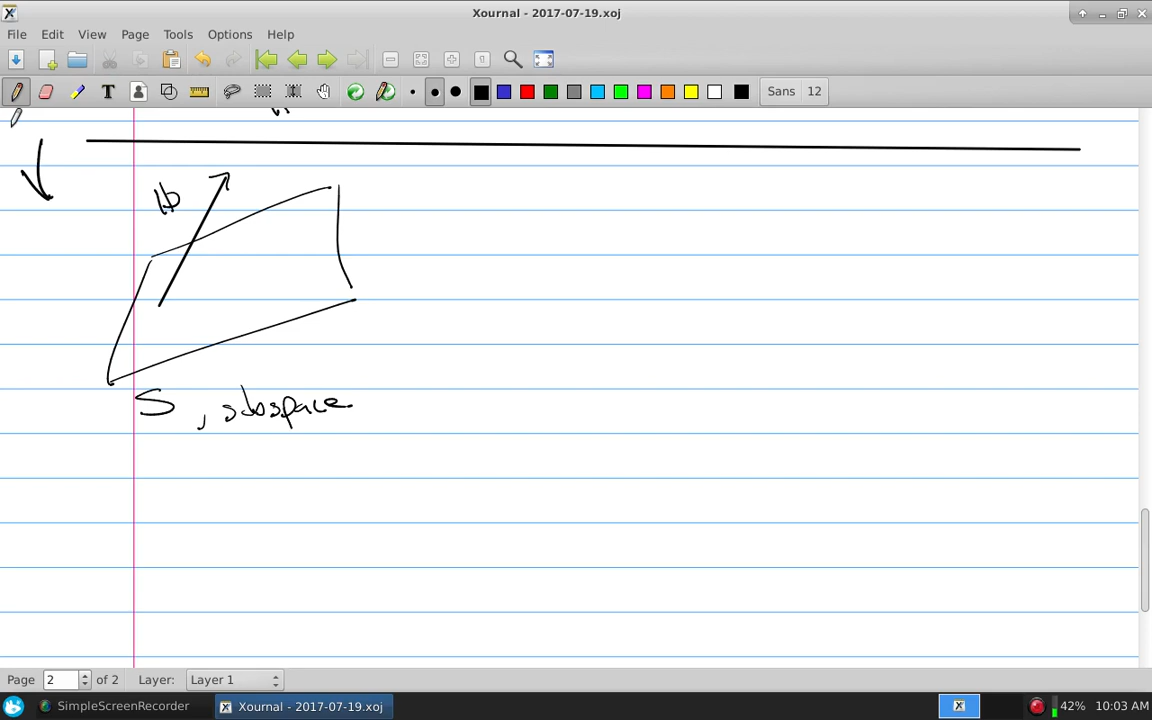 Xournal - 2017-07-19.xoj
File Edit View Page Tools Options Help
Sans 12
b
S , subspace
Page 2 of 2 Layer: Layer 1
SimpleScreenRecorder Xournal - 2017-07-19.xoj 42% 10:03 AM